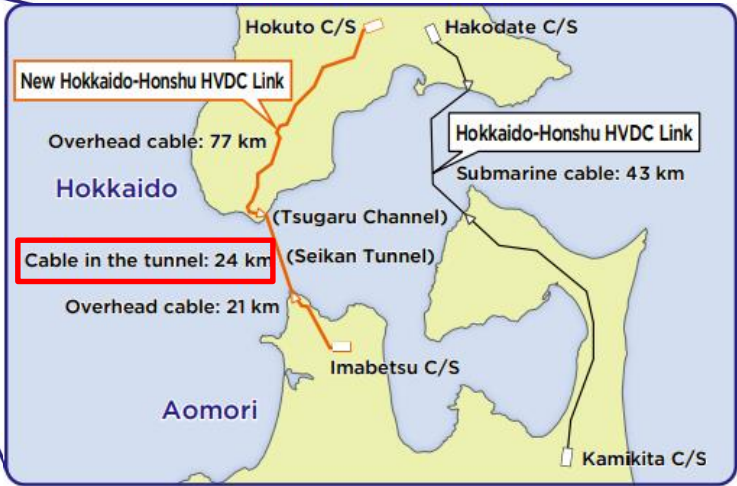 Hokuto C/S
Hakodate C/S
New Hokkaido-Honshu HVDC Link
Overhead cable: 77 km
Hokkaido-Honshu HVDC Link
Submarine cable: 43 km
Hokkaido
(Tsugaru Channel)
Cable in the tunnel: 24 km
(Seikan Tunnel)
Overhead cable: 21 km
Imabetsu C/S
Aomori
Kamikita C/S